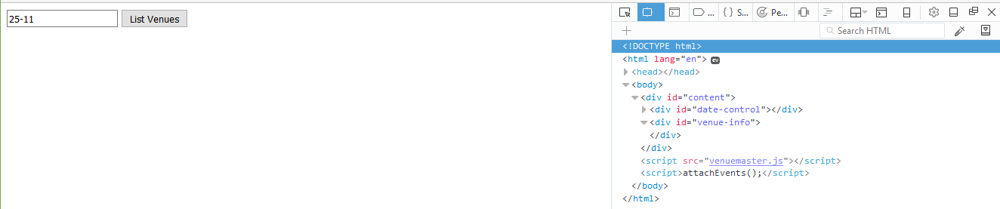 25-11 List Venues
... S... Pe...
Search HTML
<!DOCTYPE html>
<html lang="en"> ev
<head></head>
<body>
<div id="content">
<div id="date-control"></div>
<div id="venue-info">
</div>
</div>
<script src="venuemaster.js"></script>
<script>attachEvents();</script>
</body>
</html>